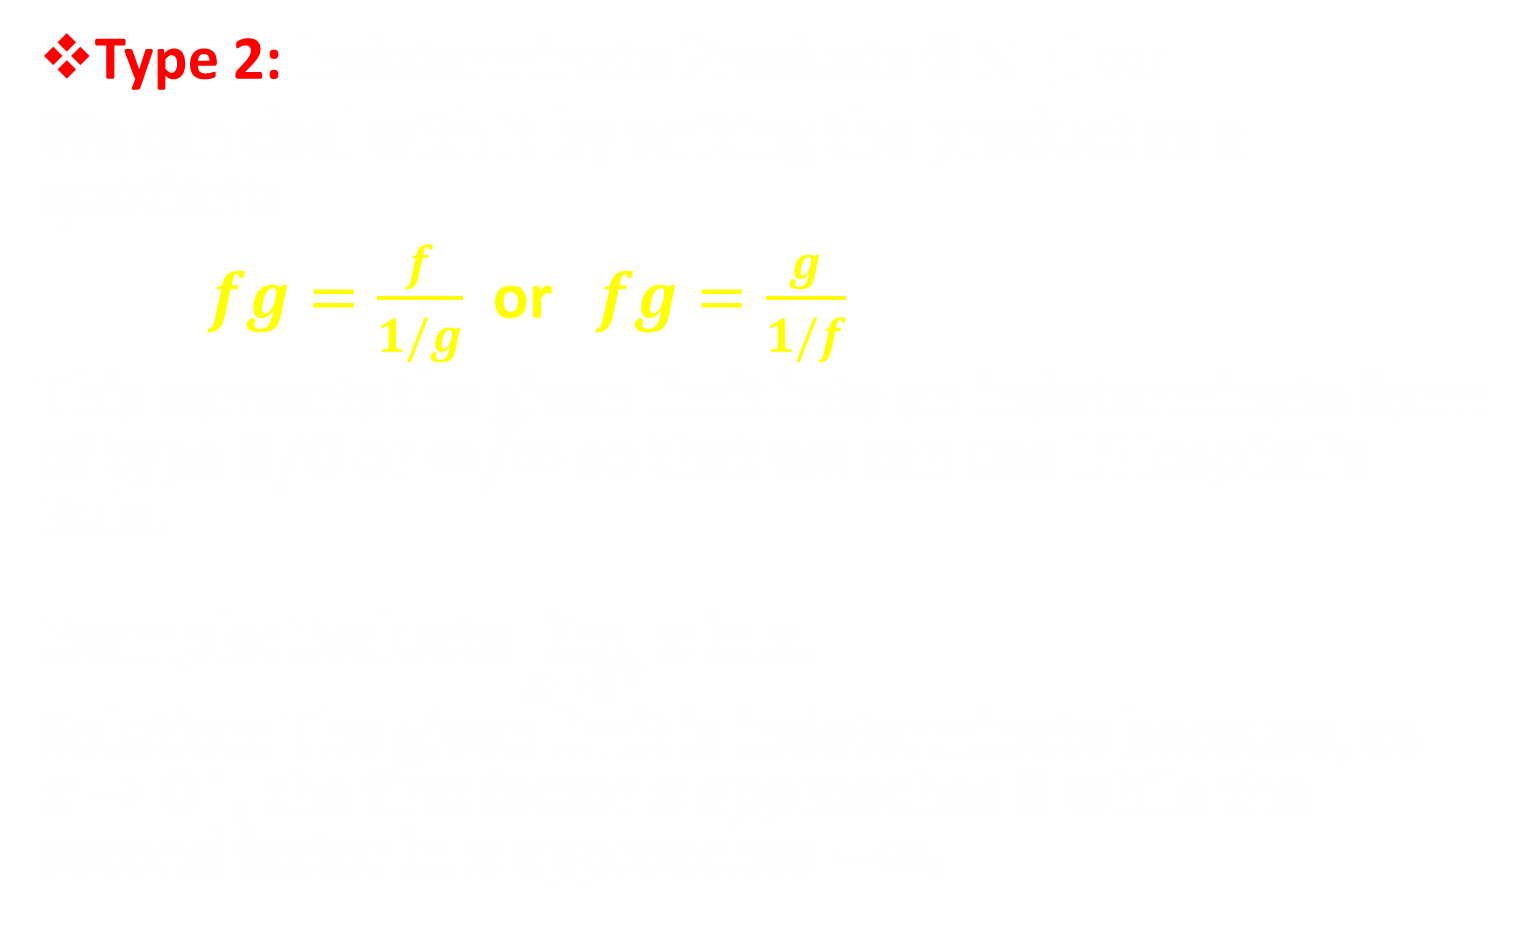 ❖Type 2:
fg = f / 1/g or fg = g / 1/f